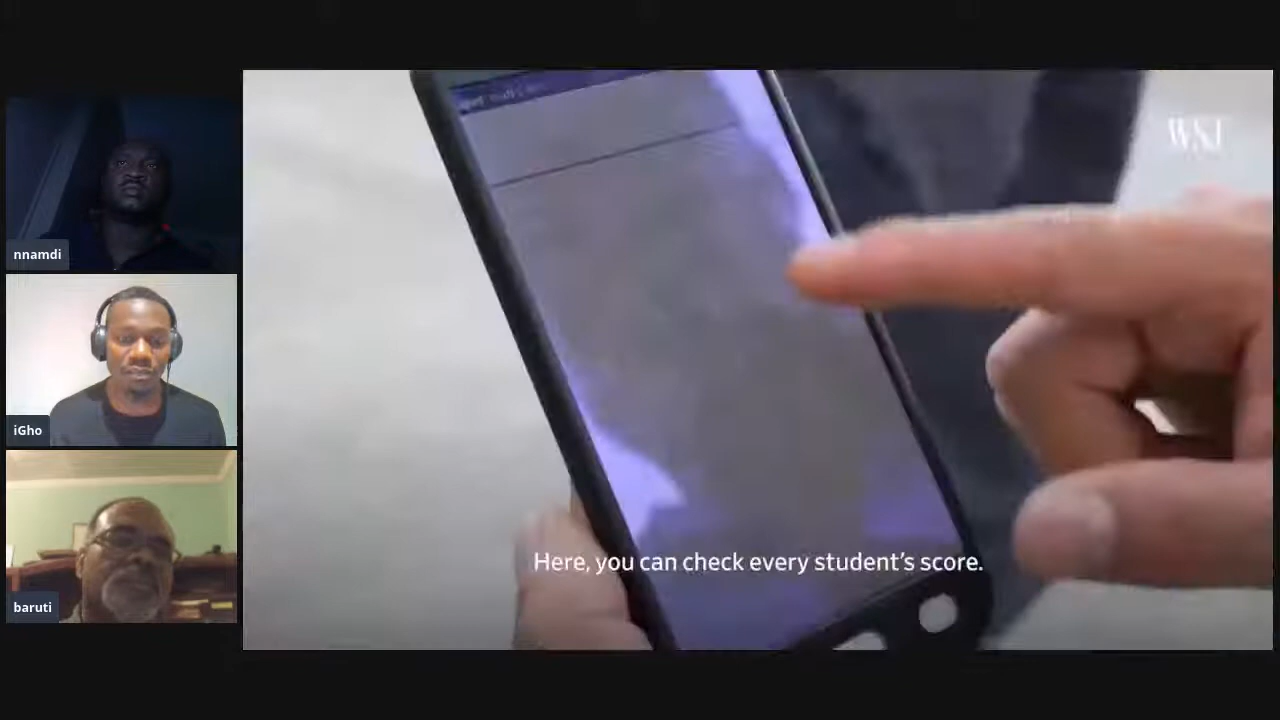 nnamdi
iGho
baruti
WSJ
Here, you can check every student's score.